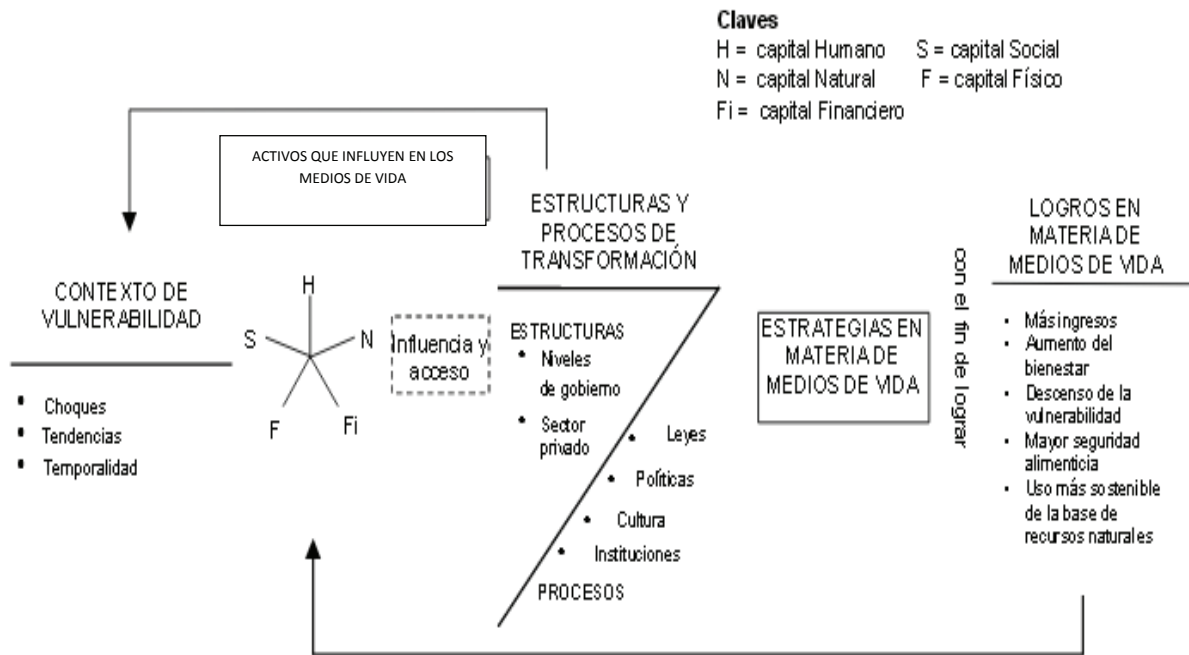 Claves
H = capital Humano S = capital Social
N = capital Natural F = capital Físico
Fi = capital Financiero
ACTIVOS QUE INFLUYEN EN LOS
MEDIOS DE VIDA
CONTEXTO DE
VULNERABILIDAD
• Choques
• Tendencias
• Temporalidad
H
S
N
F
Fi
Influencia y
acceso
ESTRUCTURAS Y
PROCESOS DE
TRANSFORMACIÓN
ESTRUCTURAS
• Niveles
de gobierno
• Sector
privado
• Leyes
• Políticas
• Cultura
• Instituciones
PROCESOS
ESTRATEGIAS EN
MATERIA DE
MEDIOS DE VIDA
con el fin de lograr
LOGROS EN
MATERIA DE
MEDIOS DE VIDA
• Más ingresos
• Aumento del
bienestar
• Descenso de la
vulnerabilidad
• Mayor seguridad
alimenticia
• Uso más sostenible
de la base de
recursos naturales